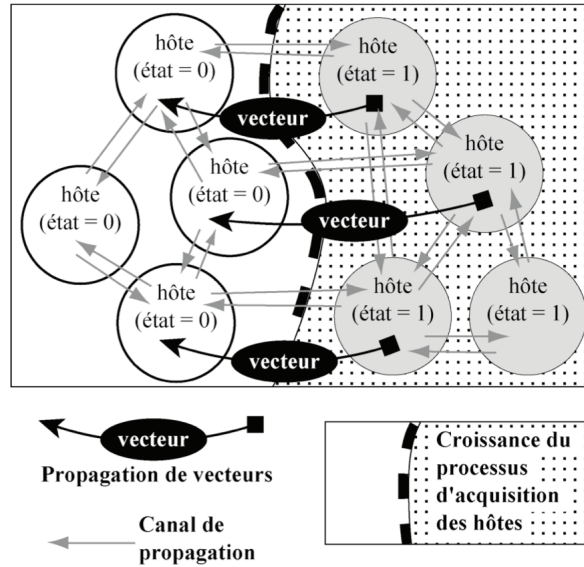 hôte
(état = 0)
hôte
(état = 1)
vecteur
hôte
(état = 0)
hôte
(état = 1)
hôte
(état = 0)
vecteur
hôte
(état = 0)
hôte
(état = 1)
hôte
(état = 1)
vecteur
vecteur
Propagation de vecteurs
Canal de
propagation
Croissance du
processus
d'acquisition
des hôtes